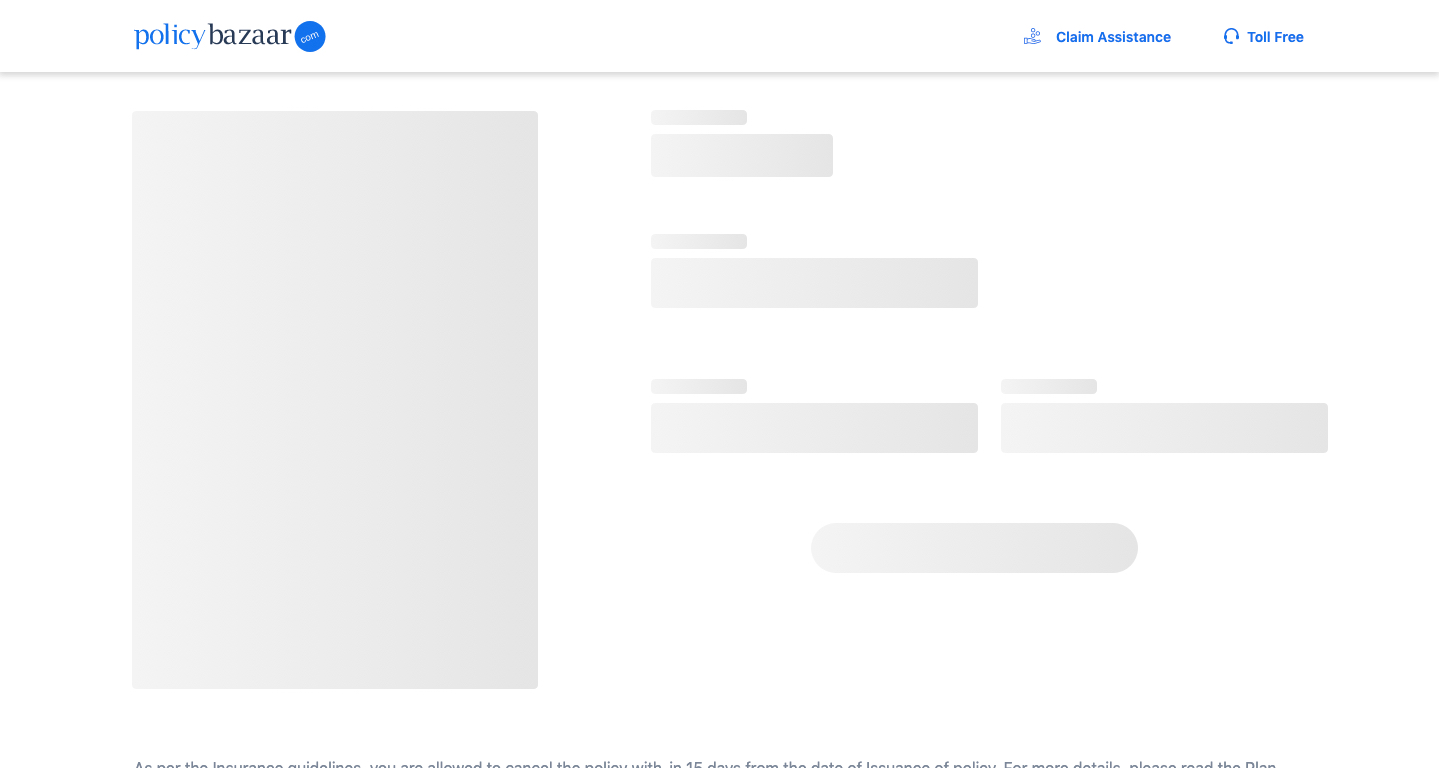 policybazaar com
Claim Assistance
Toll Free
As per the Insurance guidelines, you are allowed to cancel the policy with-in 15 days from the date of Issuance of policy. For more details, please read the Plan